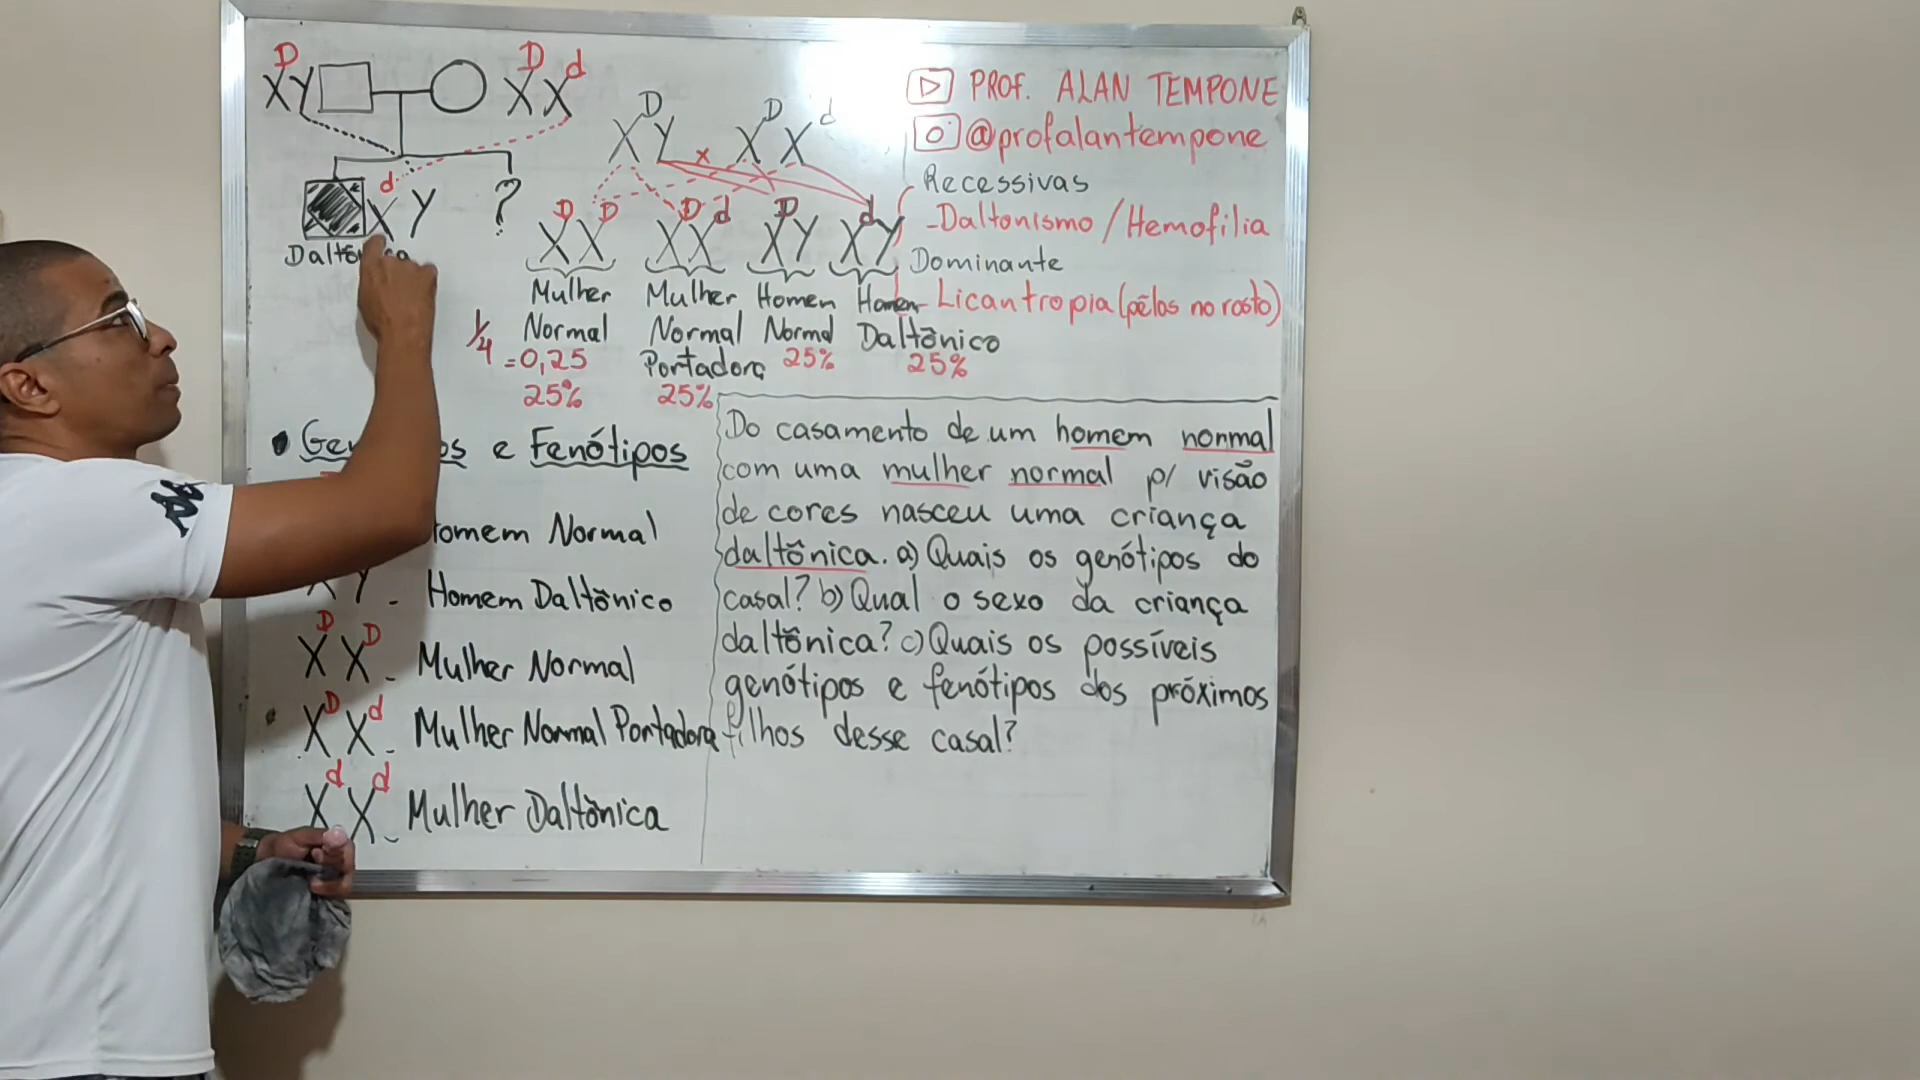 X^D Y X^D X^d
X^d Y ?
X^D Y x X^D X^d
X^D X^D X^D X^d X^D Y X^d Y
Mulher Normal
1/4 = 0,25
25%
Mulher Normal Portadora
25%
Homem Normal
25%
Homem Daltônico
25%
PROF. ALAN TEMPONE
@profalantempone
Recessivas
-Daltonismo / Hemofilia
Dominante
- Licantropia (pêlos no rosto)
e Fenótipos
Homem Normal
Y - Homem Daltônico
X^D X^D - Mulher Normal
X^D X^d - Mulher Normal Portadora
X^d X^d - Mulher Daltônica
Do casamento de um homem normal
com uma mulher normal p/ visão
de cores nasceu uma criança
daltônica. a) Quais os genótipos do
casal? b) Qual o sexo da criança
daltônica? c) Quais os possíveis
genótipos e fenótipos dos próximos
filhos desse casal?